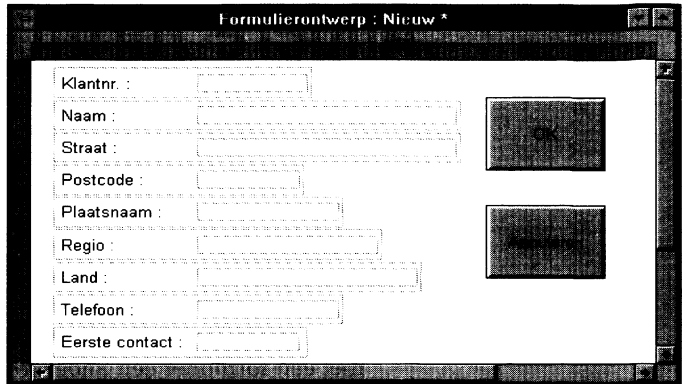 Formulierontwerp : Nieuw *
Klantnr. :
Naam :
Straat :
Postcode :
Plaatsnaam :
Regio :
Land :
Telefoon :
Eerste contact :
OK